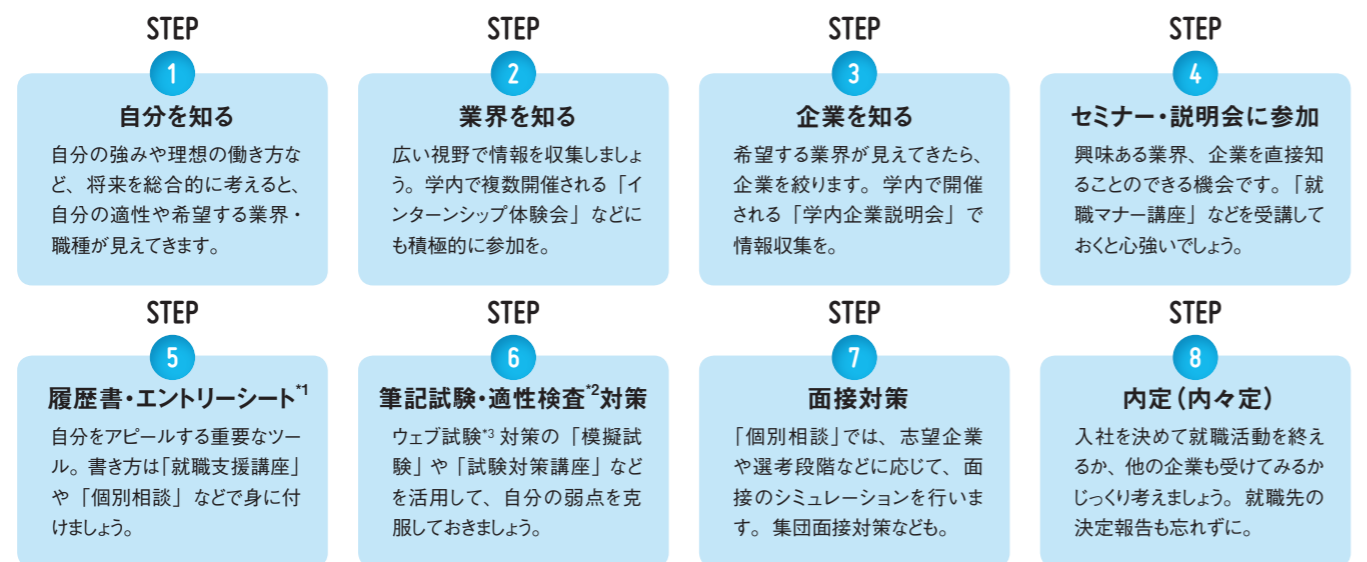 STEP
1
自分を知る
自分の強みや理想の働き方な
ど、将来を総合的に考えると、
自分の適性や希望する業界・
職種が見えてきます。
STEP
2
業界を知る
広い視野で情報を収集しましょ
う。学内で複数開催される「イ
ンターンシップ体験会」などに
も積極的に参加を。
STEP
3
企業を知る
希望する業界が見えてきたら、
企業を絞ります。学内で開催
される「学内企業説明会」で
情報収集を。
STEP
4
セミナー・説明会に参加
興味ある業界、企業を直接知
ることのできる機会です。「就
職マナー講座」などを受講して
おくと心強いでしょう。
STEP
5
履歴書・エントリーシート*1
自分をアピールする重要なツー
ル。書き方は「就職支援講座」
や「個別相談」などで身に付
けましょう。
STEP
6
筆記試験・適性検査*2対策
ウェブ試験*3対策の「模擬試
験」や「試験対策講座」など
を活用して、自分の弱点を克
服しておきましょう。
STEP
7
面接対策
「個別相談」では、志望企業
や選考段階などに応じて、面
接のシミュレーションを行いま
す。集団面接対策なども。
STEP
8
内定(内々定)
入社を決めて就職活動を終え
るか、他の企業も受けてみるか
じっくり考えましょう。就職先の
決定報告も忘れずに。